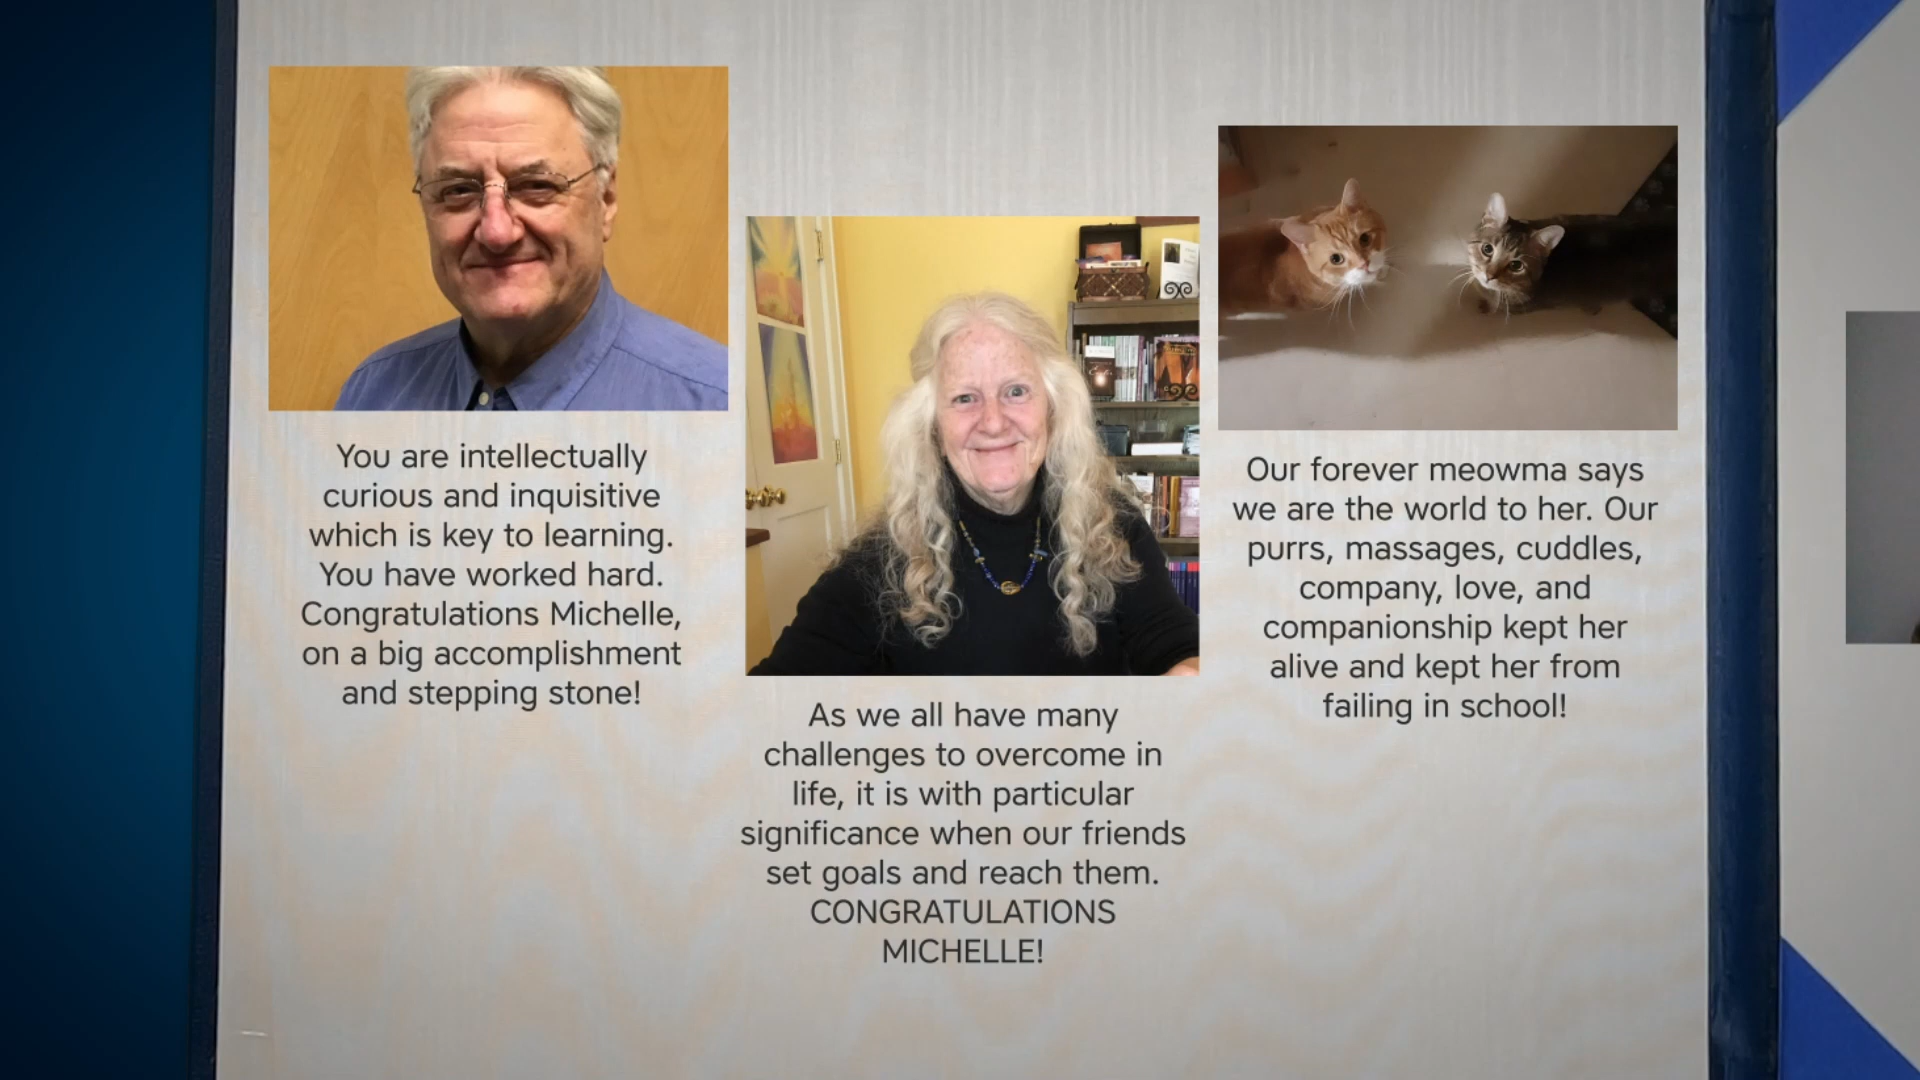 You are intellectually
curious and inquisitive
which is key to learning.
You have worked hard.
Congratulations Michelle,
on a big accomplishment
and stepping stone!
As we all have many
challenges to overcome in
life, it is with particular
significance when our friends
set goals and reach them.
CONGRATULATIONS
MICHELLE!
Our forever meowma says
we are the world to her. Our
purrs, massages, cuddles,
company, love, and
companionship kept her
alive and kept her from
failing in school!